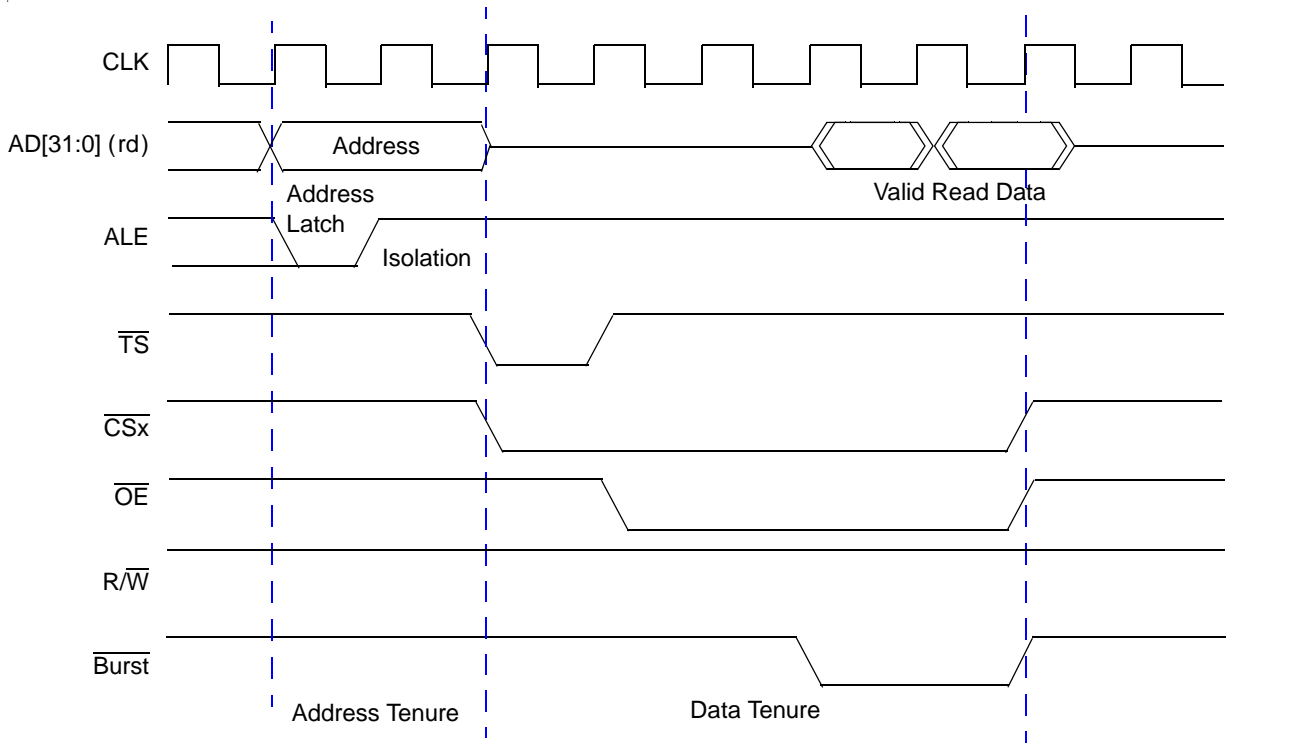 CLK
AD[31:0] (rd)
Address
Valid Read Data
Address
Latch
ALE
Isolation
TS
CSx
OE
R/W
Burst
Address Tenure
Data Tenure